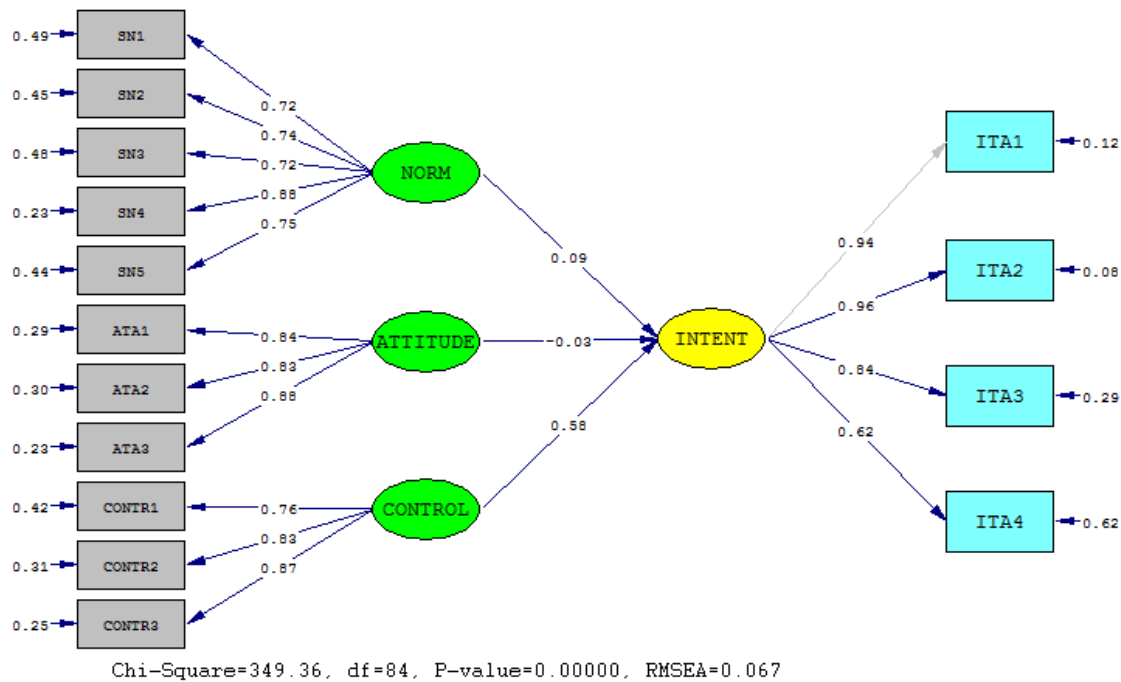 0.49 SN1
0.45 SN2
0.48 SN3
0.23 SN4
0.44 SN5
0.29 ATA1
0.30 ATA2
0.23 ATA3
0.42 CONTR1
0.31 CONTR2
0.25 CONTR3
0.72
0.74
0.72
0.88
0.75
0.84
0.83
0.88
0.76
0.83
0.87
NORM
ATTITUDE
CONTROL
0.09
-0.03
0.58
INTENT
0.94
0.96
0.84
0.62
ITA1 0.12
ITA2 0.08
ITA3 0.29
ITA4 0.62
Chi-Square=349.36, df=84, P-value=0.00000, RMSEA=0.067